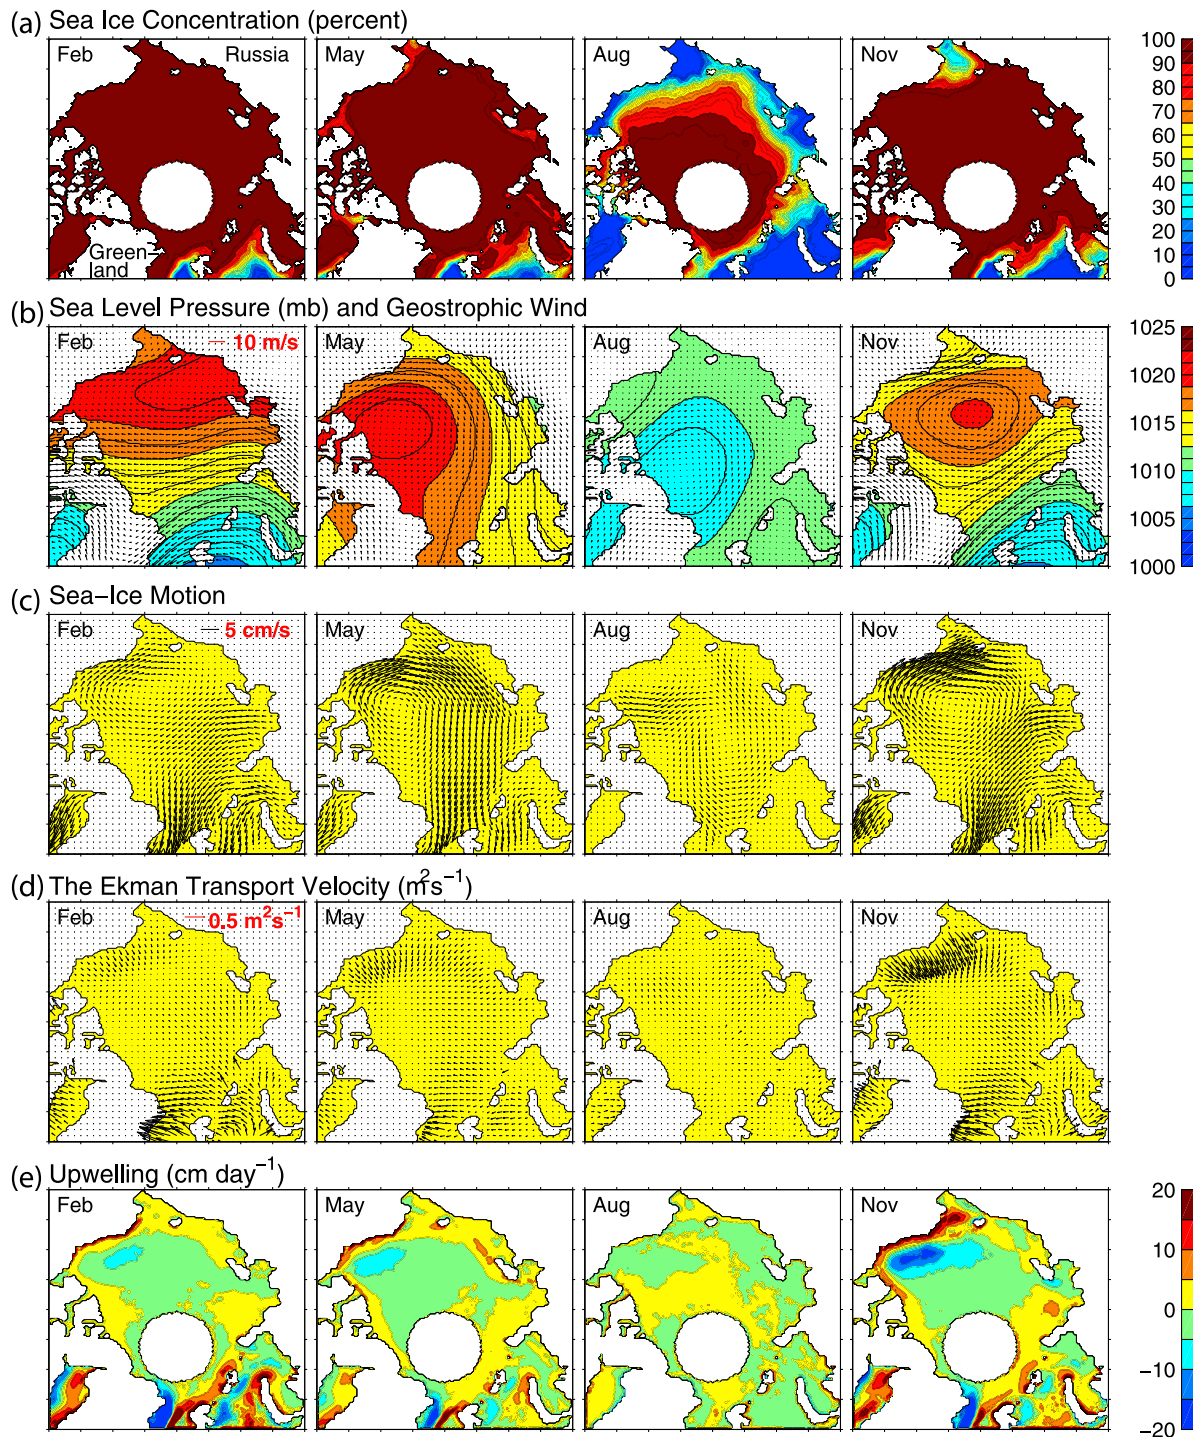 (a) Sea Ice Concentration (percent)
Feb Russia May Aug Nov
Green–
land
100
90
80
70
60
50
40
30
20
10
0
(b) Sea Level Pressure (mb) and Geostrophic Wind
Feb 10 m/s May Aug Nov
1025
1020
1015
1010
1005
1000
(c) Sea–Ice Motion
Feb 5 cm/s May Aug Nov
(d) The Ekman Transport Velocity (m²s⁻¹)
Feb 0.5 m²s⁻¹ May Aug Nov
(e) Upwelling (cm day⁻¹)
Feb May Aug Nov
20
10
0
−10
−20